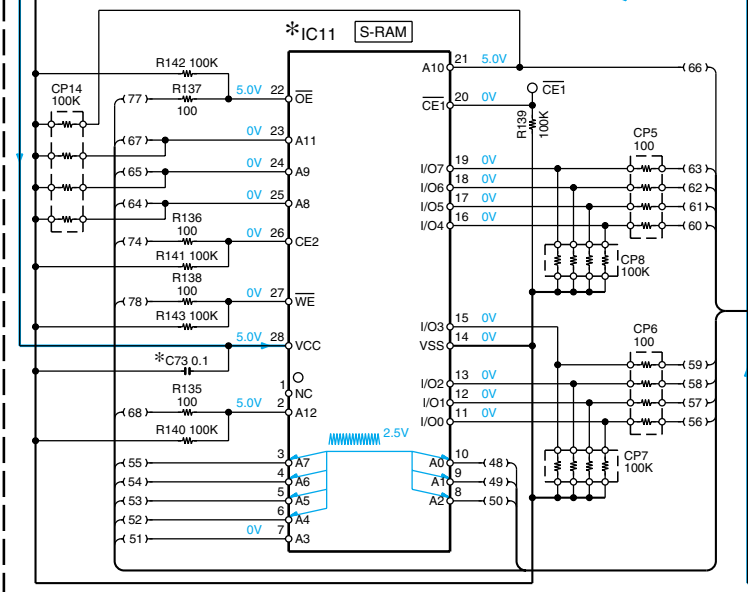 *IC11 S-RAM
R142 100K
A10 21 5.0V (66)
CP14
100K
R137
100
(77) 5.0V 22 OE
CE1
CE1 20 0V
R139
100K
(67) 0V 23 A11
CP5
100
(65) 0V 24 A9
I/O7 19 0V (63)
I/O6 18 0V (62)
(64) 0V 25 A8
I/O5 17 0V (61)
I/O4 16 0V (60)
R136
100
(74) 0V 26 CE2
R141 100K
CP8
100K
R138
100
(78) 0V 27 WE
R143 100K
I/O3 15 0V
CP6
100
5.0V 28 VCC
VSS 14 0V
*C73 0.1
(59)
1 NC
I/O2 13 0V (58)
R135
100
I/O1 12 0V (57)
(68) 5.0V 2 A12
I/O0 11 0V (56)
R140 100K
2.5V
CP7
100K
(55) 3 A7
A0 10 (48)
(54) 4 A6
A1 9 (49)
(53) 5 A5
A2 8 (50)
(52) 6 A4
(51) 0V 7 A3